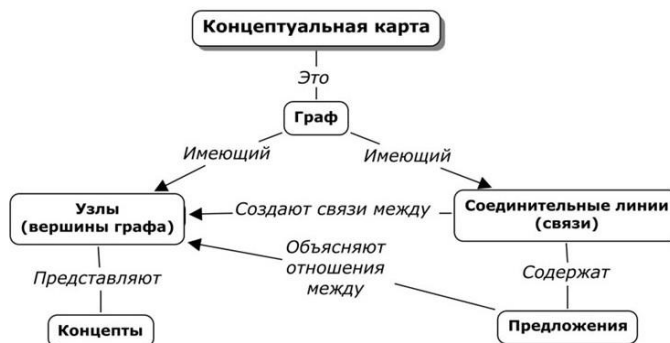 Концептуальная карта
Это
Граф
Имеющий
Имеющий
Узлы
(вершины графа)
Создают связи между
Соединительные линии
(связи)
Объясняют
отношения
между
Представляют
Содержат
Концепты
Предложения